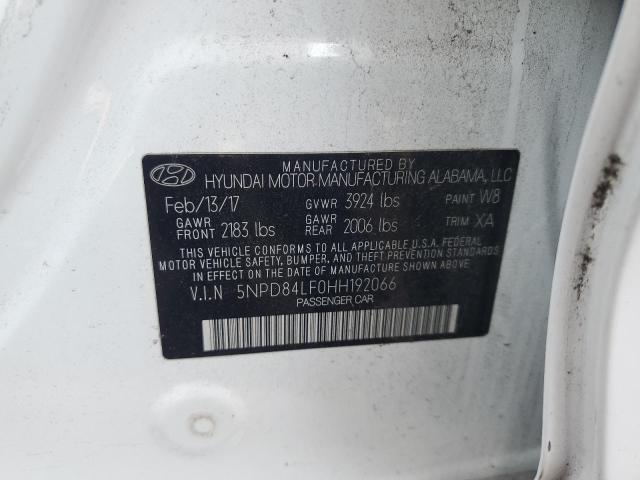 MANUFACTURED BY
HYUNDAI MOTOR MANUFACTURING ALABAMA, LLC
Feb/13/17 GVWR 3924 lbs PAINT W8
GAWR FRONT 2183 lbs GAWR REAR 2006 lbs TRIM XA
THIS VEHICLE CONFORMS TO ALL APPLICABLE U.S.A. FEDERAL
MOTOR VEHICLE SAFETY, BUMPER, AND THEFT PREVENTION STANDARDS
IN EFFECT ON THE DATE OF MANUFACTURE SHOWN ABOVE.
V.I.N 5NPD84LF0HH192066
PASSENGER CAR